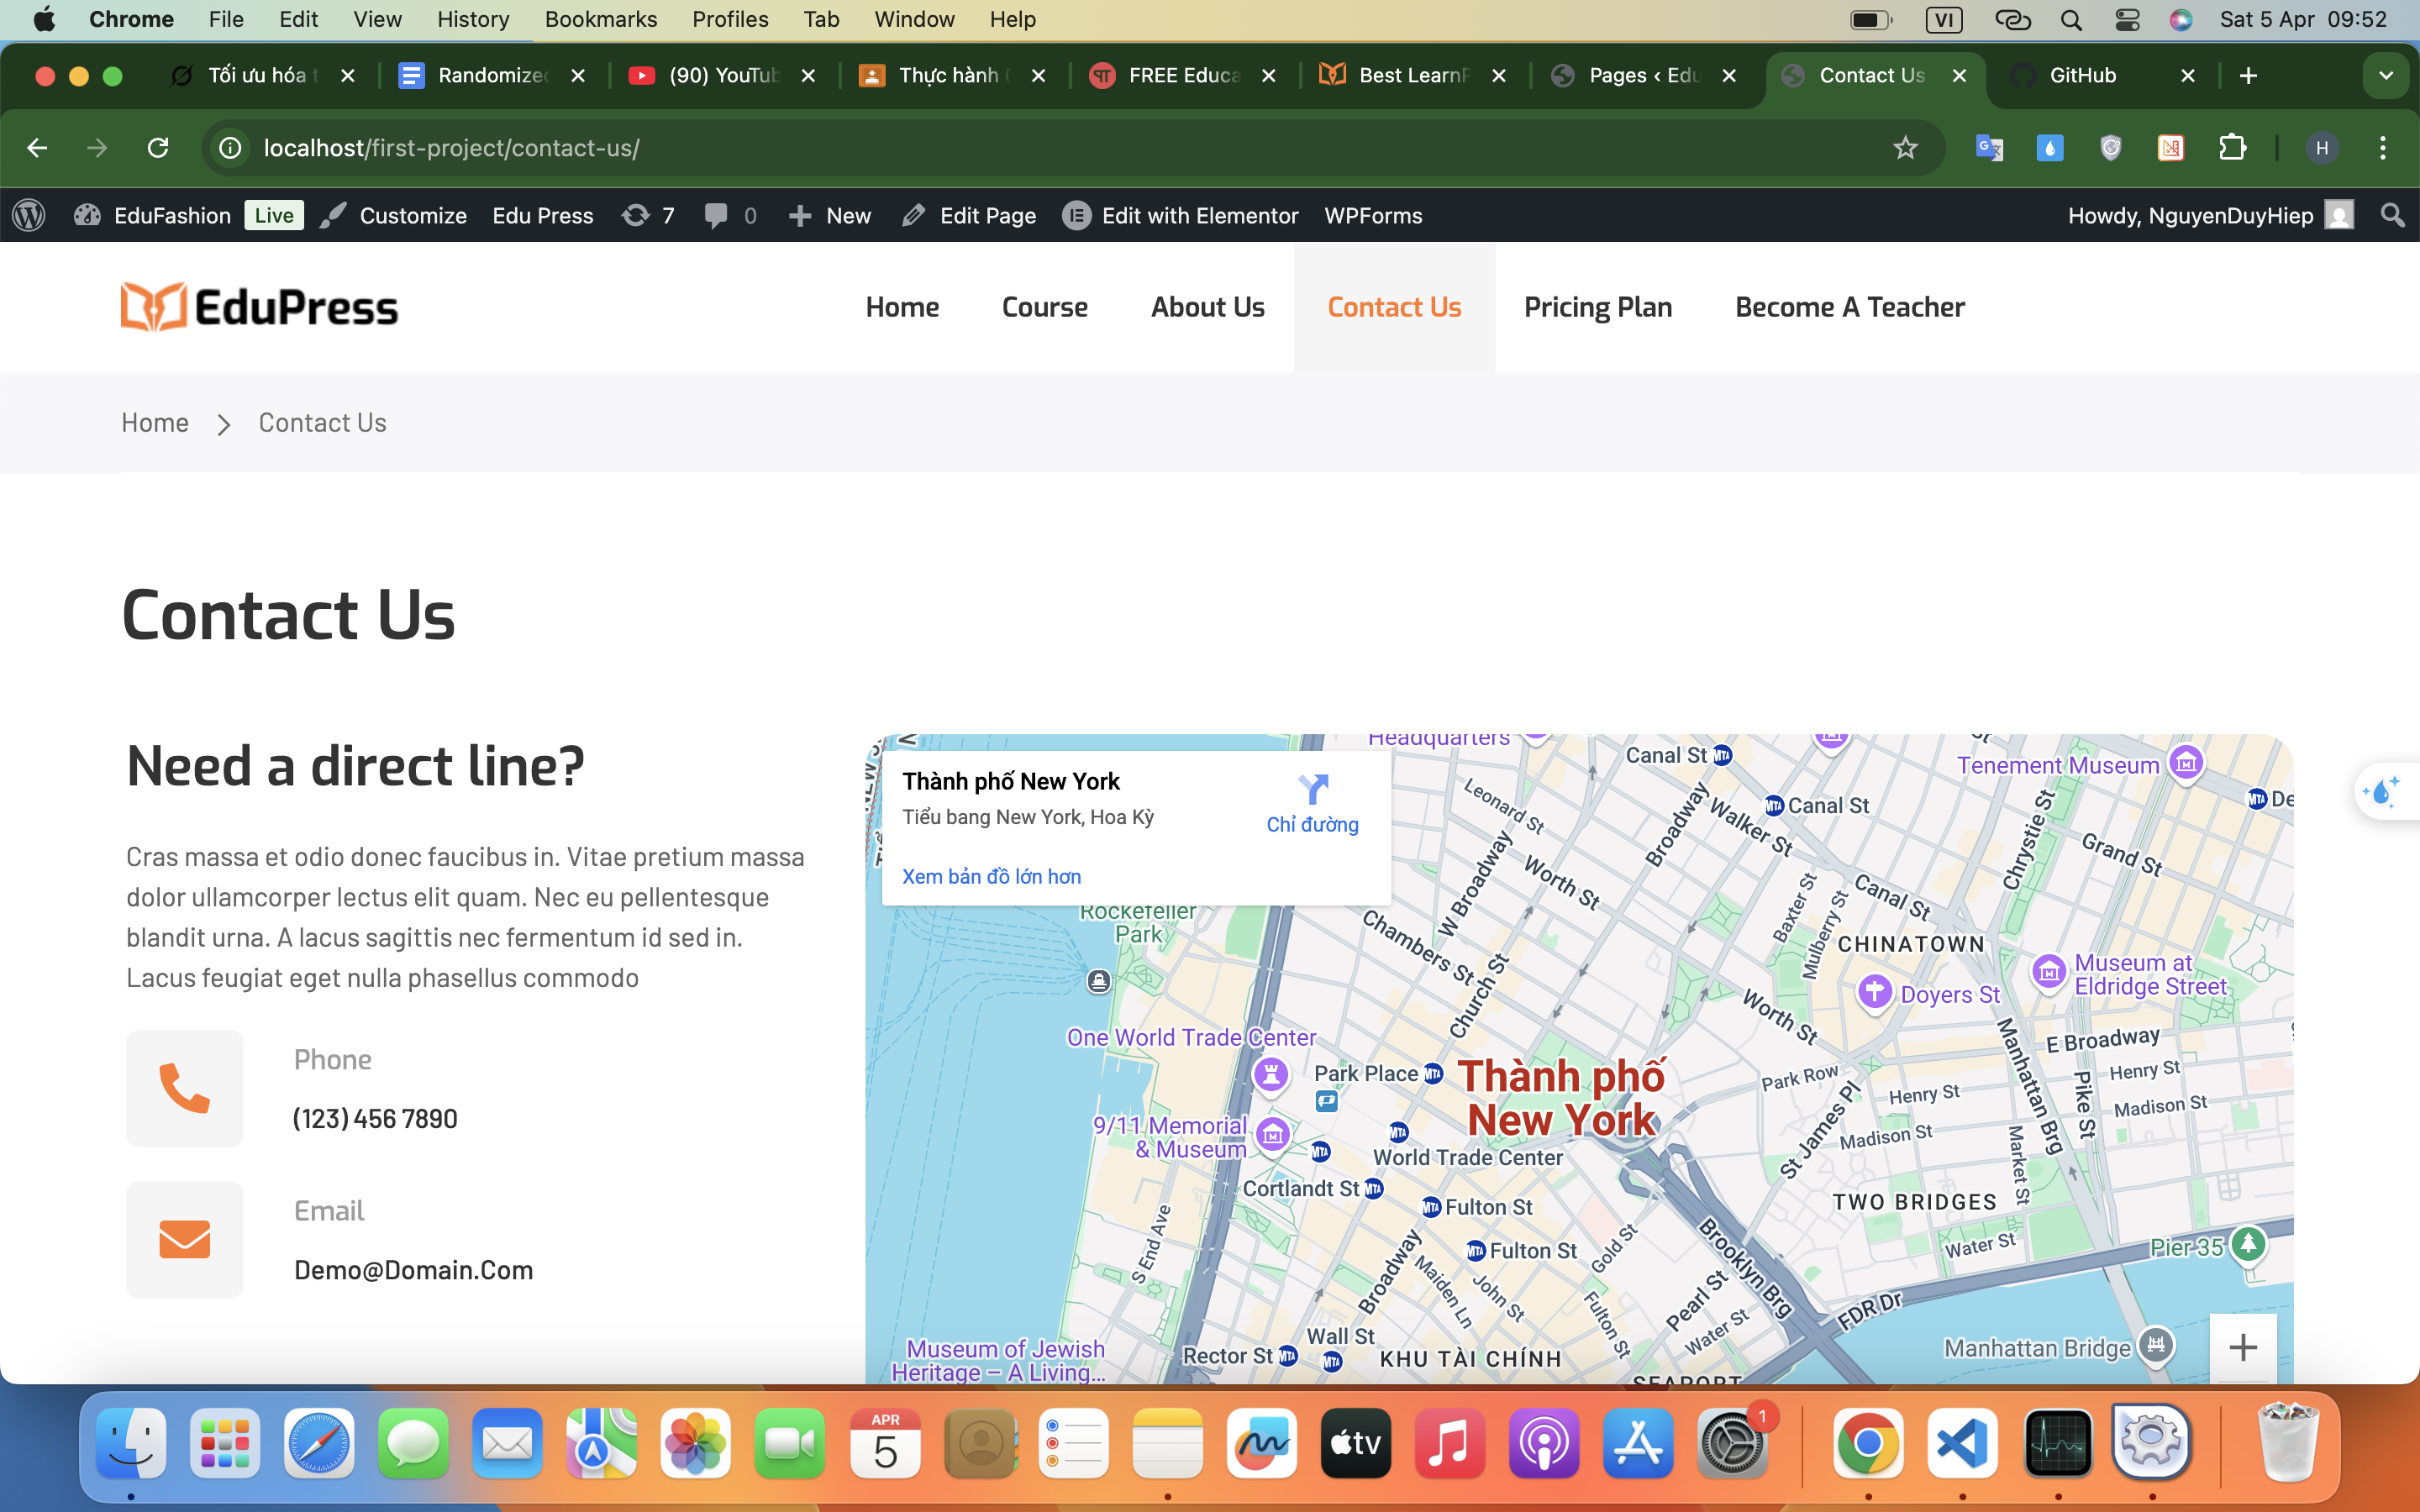 Chrome File Edit View History Bookmarks Profiles Tab Window Help VI Sat 5 Apr 09:52
Tối ưu hóa t Randomized (90) YouTub Thực hành FREE Educa Best LearnP Pages ‹ Edu Contact Us GitHub
localhost/first-project/contact-us/ H
EduFashion Live Customize Edu Press 7 0 New Edit Page Edit with Elementor WPForms Howdy, NguyenDuyHiep
EduPress Home Course About Us Contact Us Pricing Plan Become A Teacher
Home > Contact Us
Contact Us
Need a direct line?
Cras massa et odio donec faucibus in. Vitae pretium massa
dolor ullamcorper lectus elit quam. Nec eu pellentesque
blandit urna. A lacus sagittis nec fermentum id sed in.
Lacus feugiat eget nulla phasellus commodo
Phone
(123) 456 7890
Email
Demo@Domain.Com
Thành phố New York
Tiểu bang New York, Hoa Kỳ
Chỉ đường
Xem bản đồ lớn hơn
Headquarters
Canal St
Tenement Museum
Leonard St
Broadway
Walker St
Canal St
Chrystie St
Grand St
De
W Broadway
Worth St
Baxter St
Mulberry St
Canal St
Rockefeller
Park
Chambers St
Church St
CHINATOWN
Museum at
Eldridge Street
Doyers St
Worth St
One World Trade Center
Park Place
Thành phố
New York
Park Row
Manhattan Brg
E Broadway
Henry St
Henry St
Pike St
Madison St
9/11 Memorial
& Museum
World Trade Center
St James Pl
Madison St
Market St
Cortlandt St
Fulton St
TWO BRIDGES
S End Ave
Fulton St
Gold St
Brooklyn Brg
Water St
Pier 35
Broadway
Maiden Ln
John St
Fulton St
Pearl St
Water St
FDR Dr
Museum of Jewish
Heritage – A Living...
Wall St
Rector St
KHU TÀI CHÍNH
SEAPORT
Manhattan Bridge
+
APR
5
tv
1